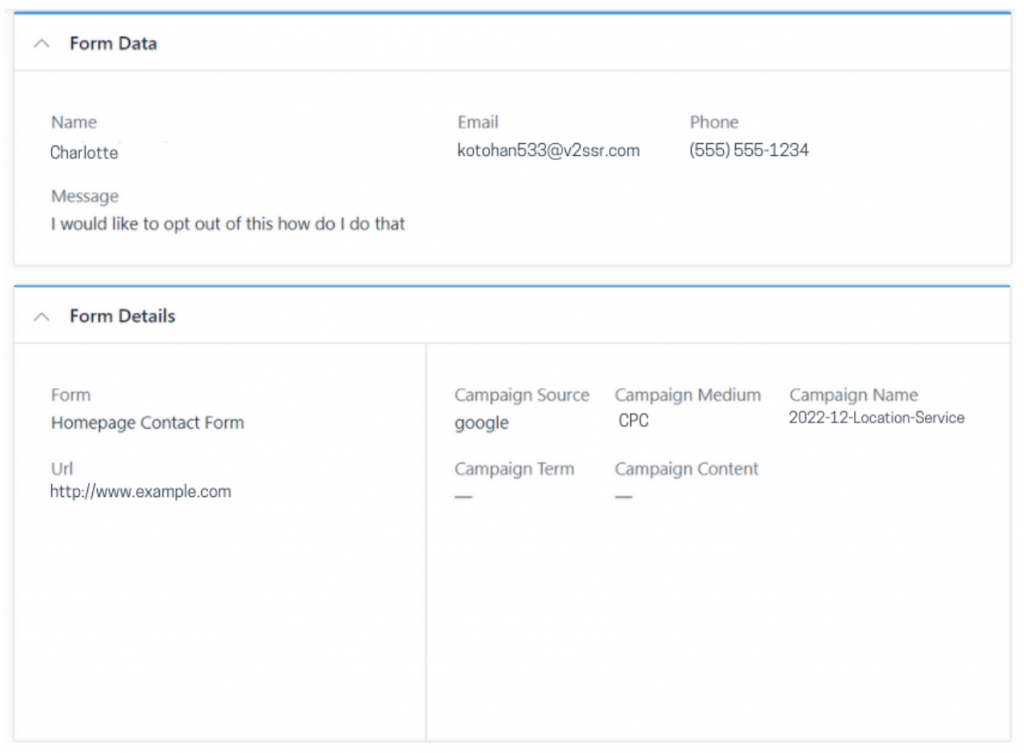 Form Data
Name Email Phone
Charlotte kotohan533@v2ssr.com (555) 555-1234
Message
I would like to opt out of this how do I do that
Form Details
Form
Homepage Contact Form
Url
http://www.example.com
Campaign Source Campaign Medium Campaign Name
google CPC 2022-12-Location-Service
Campaign Term Campaign Content
— —